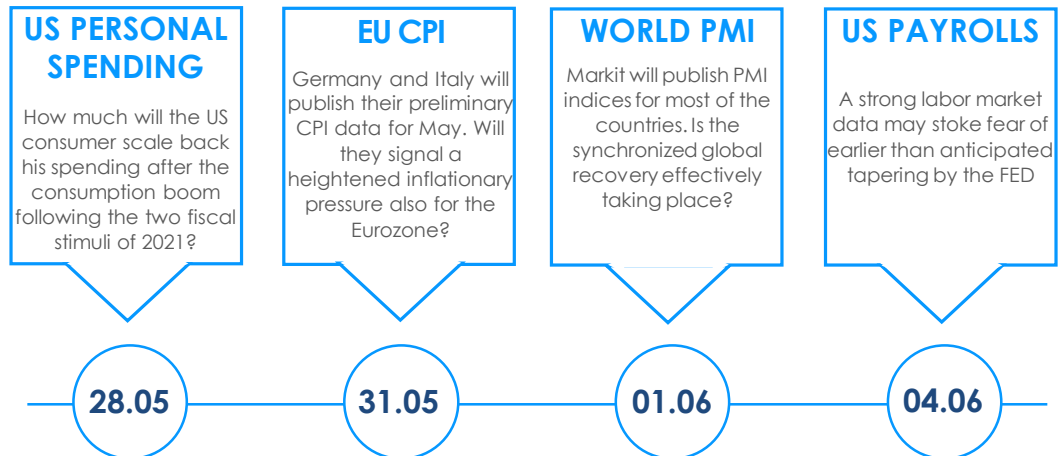 US PERSONAL
SPENDING
How much will the US
consumer scale back
his spending after the
consumption boom
following the two fiscal
stimuli of 2021?
EU CPI
Germany and Italy will
publish their preliminary
CPI data for May. Will
they signal a
heightened inflationary
pressure also for the
Eurozone?
WORLD PMI
Markit will publish PMI
indices for most of the
countries. Is the
synchronized global
recovery effectively
taking place?
US PAYROLLS
A strong labor market
data may stoke fear of
earlier than anticipated
tapering by the FED
28.05
31.05
01.06
04.06